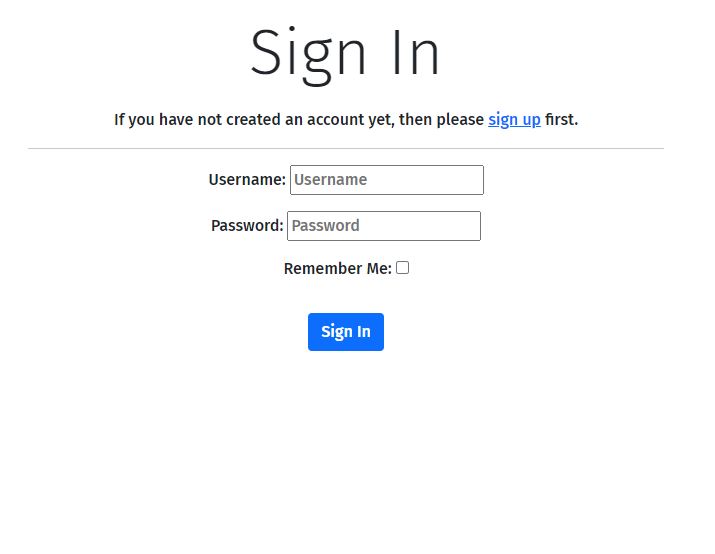 Sign In
If you have not created an account yet, then please sign up first.
Username: Username
Password: Password
Remember Me:
Sign In